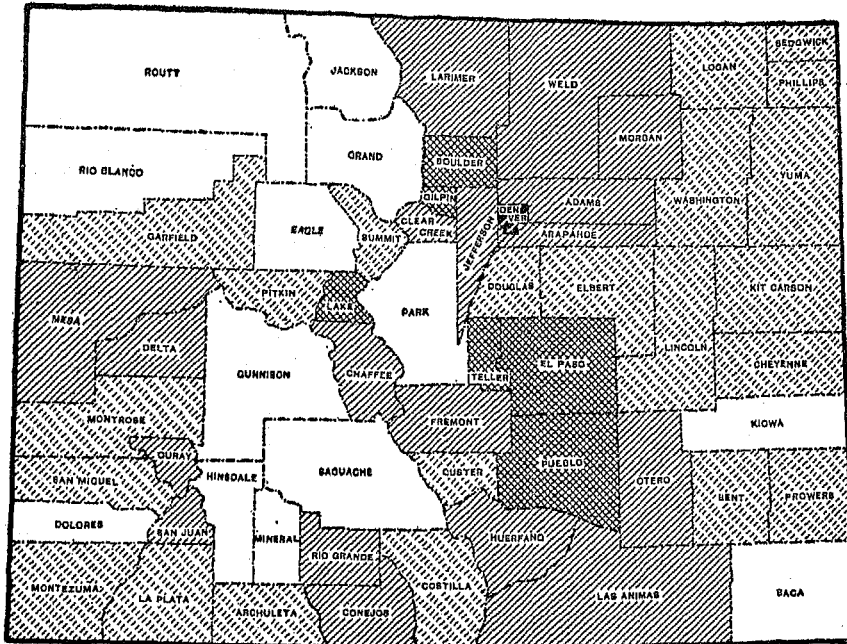 ROUTT
JACKSON
LARIMER
WELD
LOGAN
SEDGWICK
PHILLIPS
MORGAN
RIO BLANCO
GRAND
BOULDER
YUMA
GILPIN
ADAMS
WASHINGTON
DEN
VER
CLEAR
CREEK
GARFIELD
EAGLE
SUMMIT
ARAPAHOE
JEFFERSON
PITKIN
LAKE
PARK
DOUGLAS
ELBERT
KIT CARSON
MESA
DELTA
GUNNISON
CHAFFEE
TELLER
EL PASO
LINCOLN
CHEYENNE
MONTROSE
FREMONT
KIOWA
OURAY
SAGUACHE
CUSTER
PUEBLO
SAN MIGUEL
HINSDALE
OTERO
BENT
PROWERS
DOLORES
SAN JUAN
MINERAL
RIO GRANDE
HUERFANO
MONTEZUMA
LA PLATA
ARCHULETA
CONEJOS
COSTILLA
LAS ANIMAS
BACA